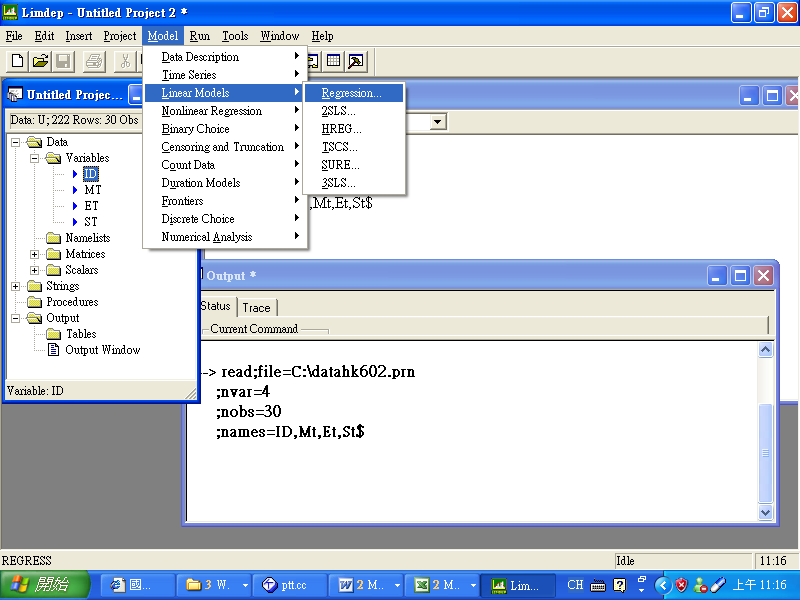 Limdep - Untitled Project 2 *
File Edit Insert Project Model Run Tools Window Help
Untitled Projec...
Data: U; 222 Rows: 30 Obs
Data
Variables
ID
MT
ET
ST
Namelists
Matrices
Scalars
Strings
Procedures
Output
Tables
Output Window
Variable: ID
Data Description
Time Series
Linear Models
Nonlinear Regression
Binary Choice
Censoring and Truncation
Count Data
Duration Models
Frontiers
Discrete Choice
Numerical Analysis
Regression...
2SLS...
HREG...
TSCS...
SURE...
3SLS...
,Mt,Et,St$
Output *
Status Trace
Current Command
--> read;file=C:\datahk602.prn
;nvar=4
;nobs=30
;names=ID,Mt,Et,St$
REGRESS Idle 11:16
開始 國... 3 W. ptt.cc 2 M.. 2 M.. Lim... CH 上午 11:16